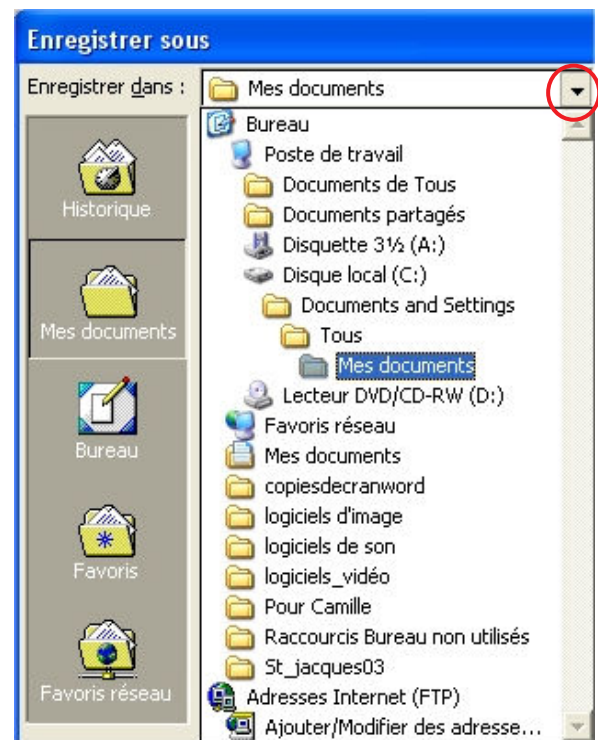 Enregistrer sous
Enregistrer dans :
Mes documents
Historique
Mes documents
Bureau
Favoris
Favoris réseau
Bureau
Poste de travail
Documents de Tous
Documents partagés
Disquette 3½ (A:)
Disque local (C:)
Documents and Settings
Tous
Mes documents
Lecteur DVD/CD-RW (D:)
Favoris réseau
Mes documents
copiesdecranword
logiciels d'image
logiciels de son
logiciels_vidéo
Pour Camille
Raccourcis Bureau non utilisés
St_jacques03
Adresses Internet (FTP)
Ajouter/Modifier des adresse...